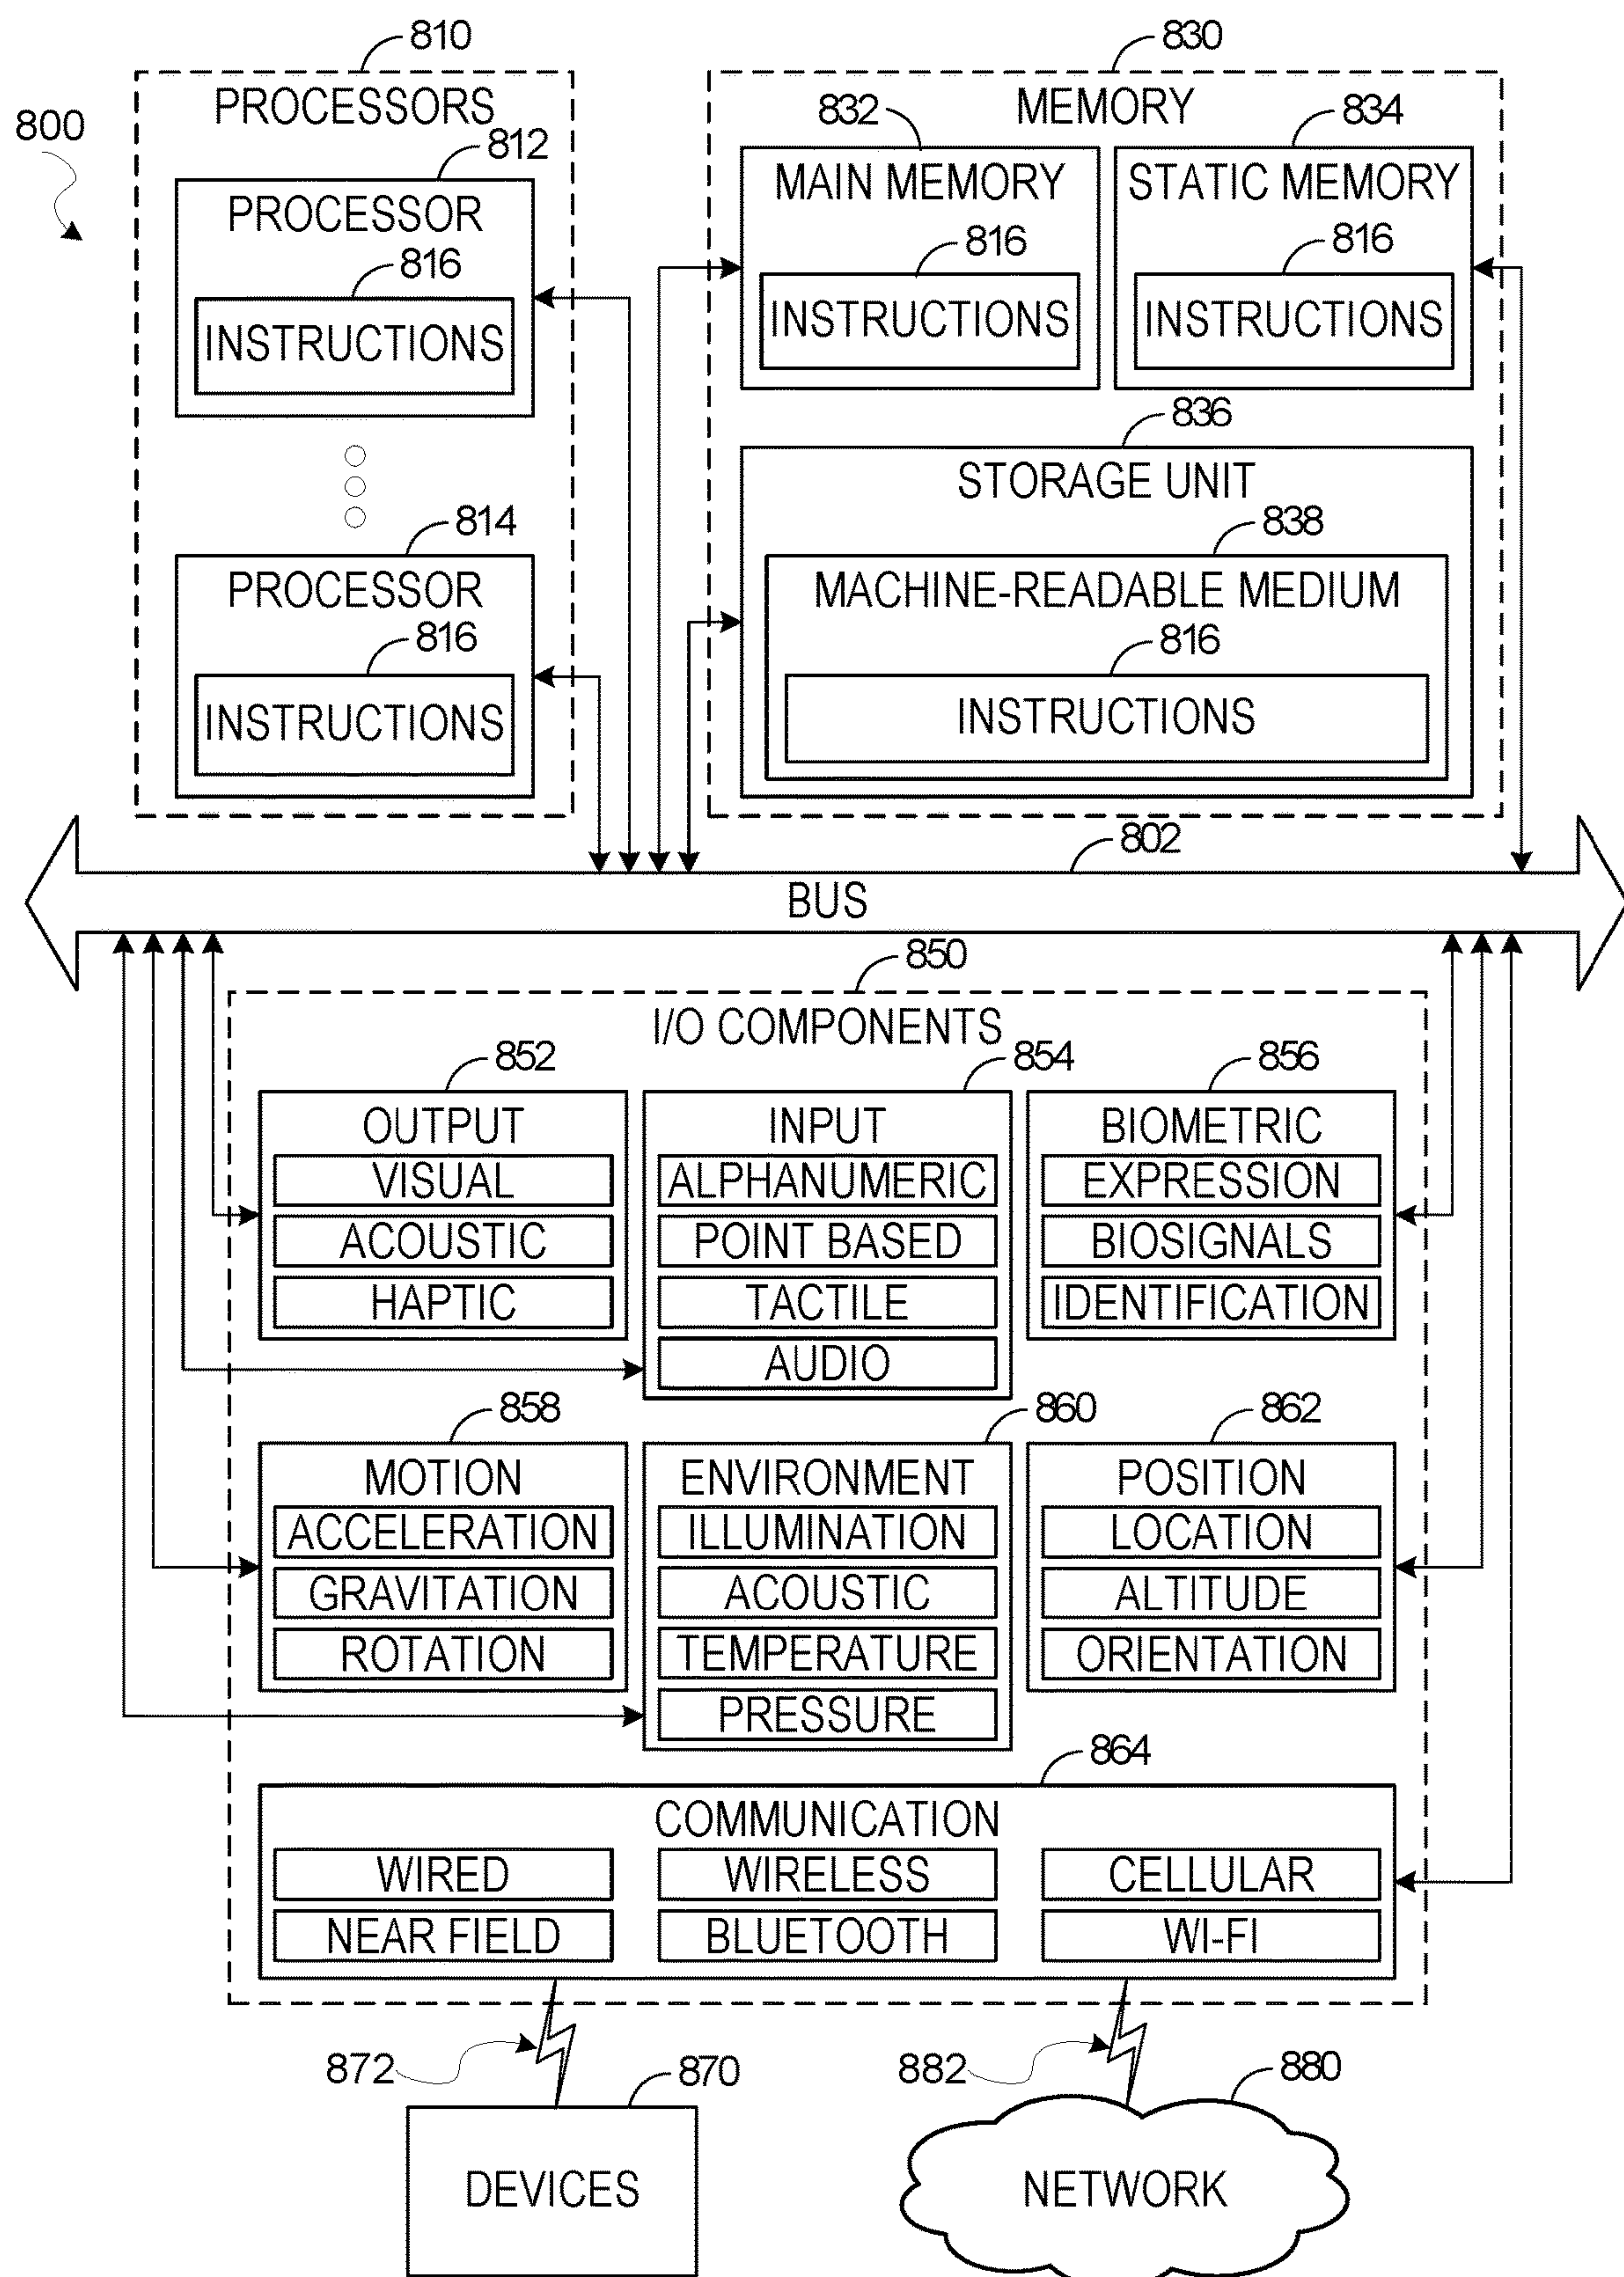 810
830
800
PROCESSORS
MEMORY
812
832
834
PROCESSOR
MAIN MEMORY
STATIC MEMORY
816
816
816
INSTRUCTIONS
INSTRUCTIONS
INSTRUCTIONS
836
STORAGE UNIT
814
838
PROCESSOR
MACHINE-READABLE MEDIUM
816
816
INSTRUCTIONS
INSTRUCTIONS
802
BUS
850
I/O COMPONENTS
852
854
856
OUTPUT
INPUT
BIOMETRIC
VISUAL
ALPHANUMERIC
EXPRESSION
ACOUSTIC
POINT BASED
BIOSIGNALS
HAPTIC
TACTILE
IDENTIFICATION
AUDIO
858
860
862
MOTION
ENVIRONMENT
POSITION
ACCELERATION
ILLUMINATION
LOCATION
GRAVITATION
ACOUSTIC
ALTITUDE
ROTATION
TEMPERATURE
ORIENTATION
PRESSURE
864
COMMUNICATION
WIRED
WIRELESS
CELLULAR
NEAR FIELD
BLUETOOTH
WI-FI
872
870
882
880
DEVICES
NETWORK